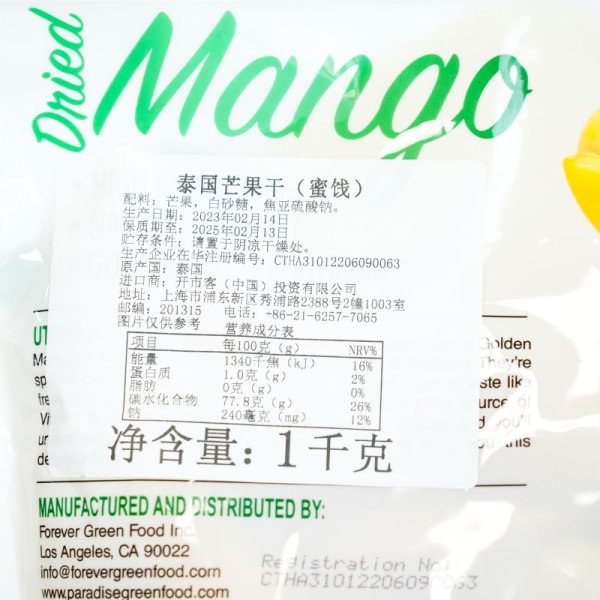 Dried Mango
泰国芒果干（蜜饯）
配料：芒果，白砂糖，焦亚硫酸钠。
生产日期：2023年02月14日
保质期至：2025年02月13日
贮存条件：请置于阴凉干燥处。
生产企业在华注册编号：CTHA31012206090063
原产国：泰国
进口商：开市客（中国）投资有限公司
地址：上海市浦东新区秀浦路2388号2幢1003室
邮编：201315 电话：+86-21-6257-7065
图片仅供参考 营养成分表
项目 每100克（g） NRV%
能量 1340千焦（kJ） 16%
蛋白质 1.0克（g） 2%
脂肪 0克（g） 0%
碳水化合物 77.8克（g） 26%
钠 240毫克（mg） 12%
净含量：1千克
Golden
They're
ste like
urce of
you'll
this
MANUFACTURED AND DISTRIBUTED BY:
Forever Green Food Inc.
Los Angeles, CA 90022
info@forevergreenfood.com
www.paradisegreenfood.com
Registration No:
CTHA31012206090063